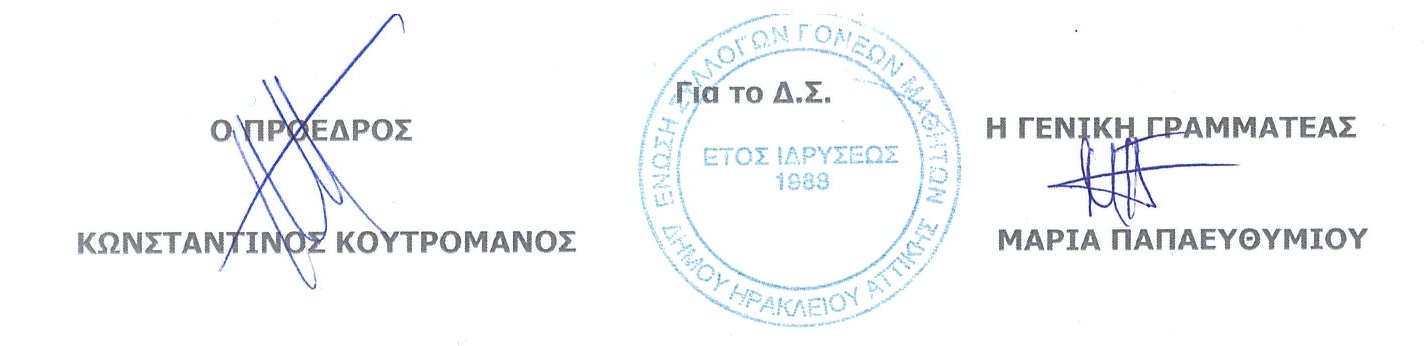 Για το Δ.Σ.
Ο ΠΡΟΕΔΡΟΣ
Η ΓΕΝΙΚΗ ΓΡΑΜΜΑΤΕΑΣ
ΕΝΩΣΗ ΣΥΛΛΟΓΩΝ ΓΟΝΕΩΝ ΜΑΘΗΤΩΝ
ΔΗΜΟΥ ΗΡΑΚΛΕΙΟΥ ΑΤΤΙΚΗΣ
ΕΤΟΣ ΙΔΡΥΣΕΩΣ
1988
ΚΩΝΣΤΑΝΤΙΝΟΣ ΚΟΥΤΡΟΜΑΝΟΣ
ΜΑΡΙΑ ΠΑΠΑΕΥΘΥΜΙΟΥ